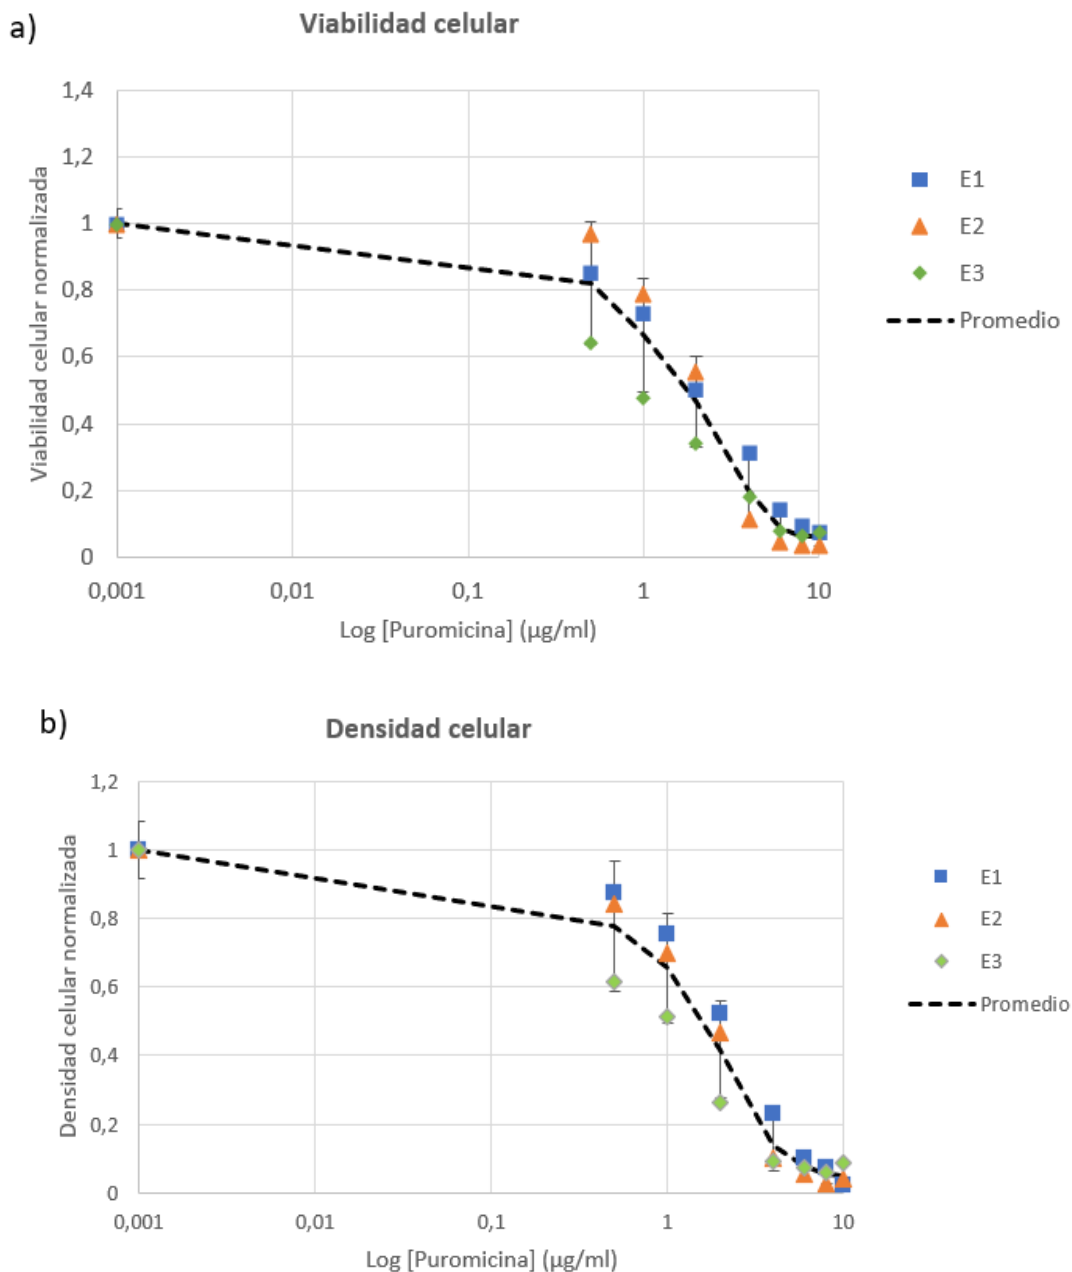 a)
Viabilidad celular
Viabilidad celular normalizada
1,4
1,2
1
0,8
0,6
0,4
0,2
0
0,001
0,01
0,1
1
10
Log [Puromicina] (µg/ml)
E1
E2
E3
Promedio
b)
Densidad celular
Densidad celular normalizada
1,2
1
0,8
0,6
0,4
0,2
0
0,001
0,01
0,1
1
10
Log [Puromicina] (µg/ml)
E1
E2
E3
Promedio